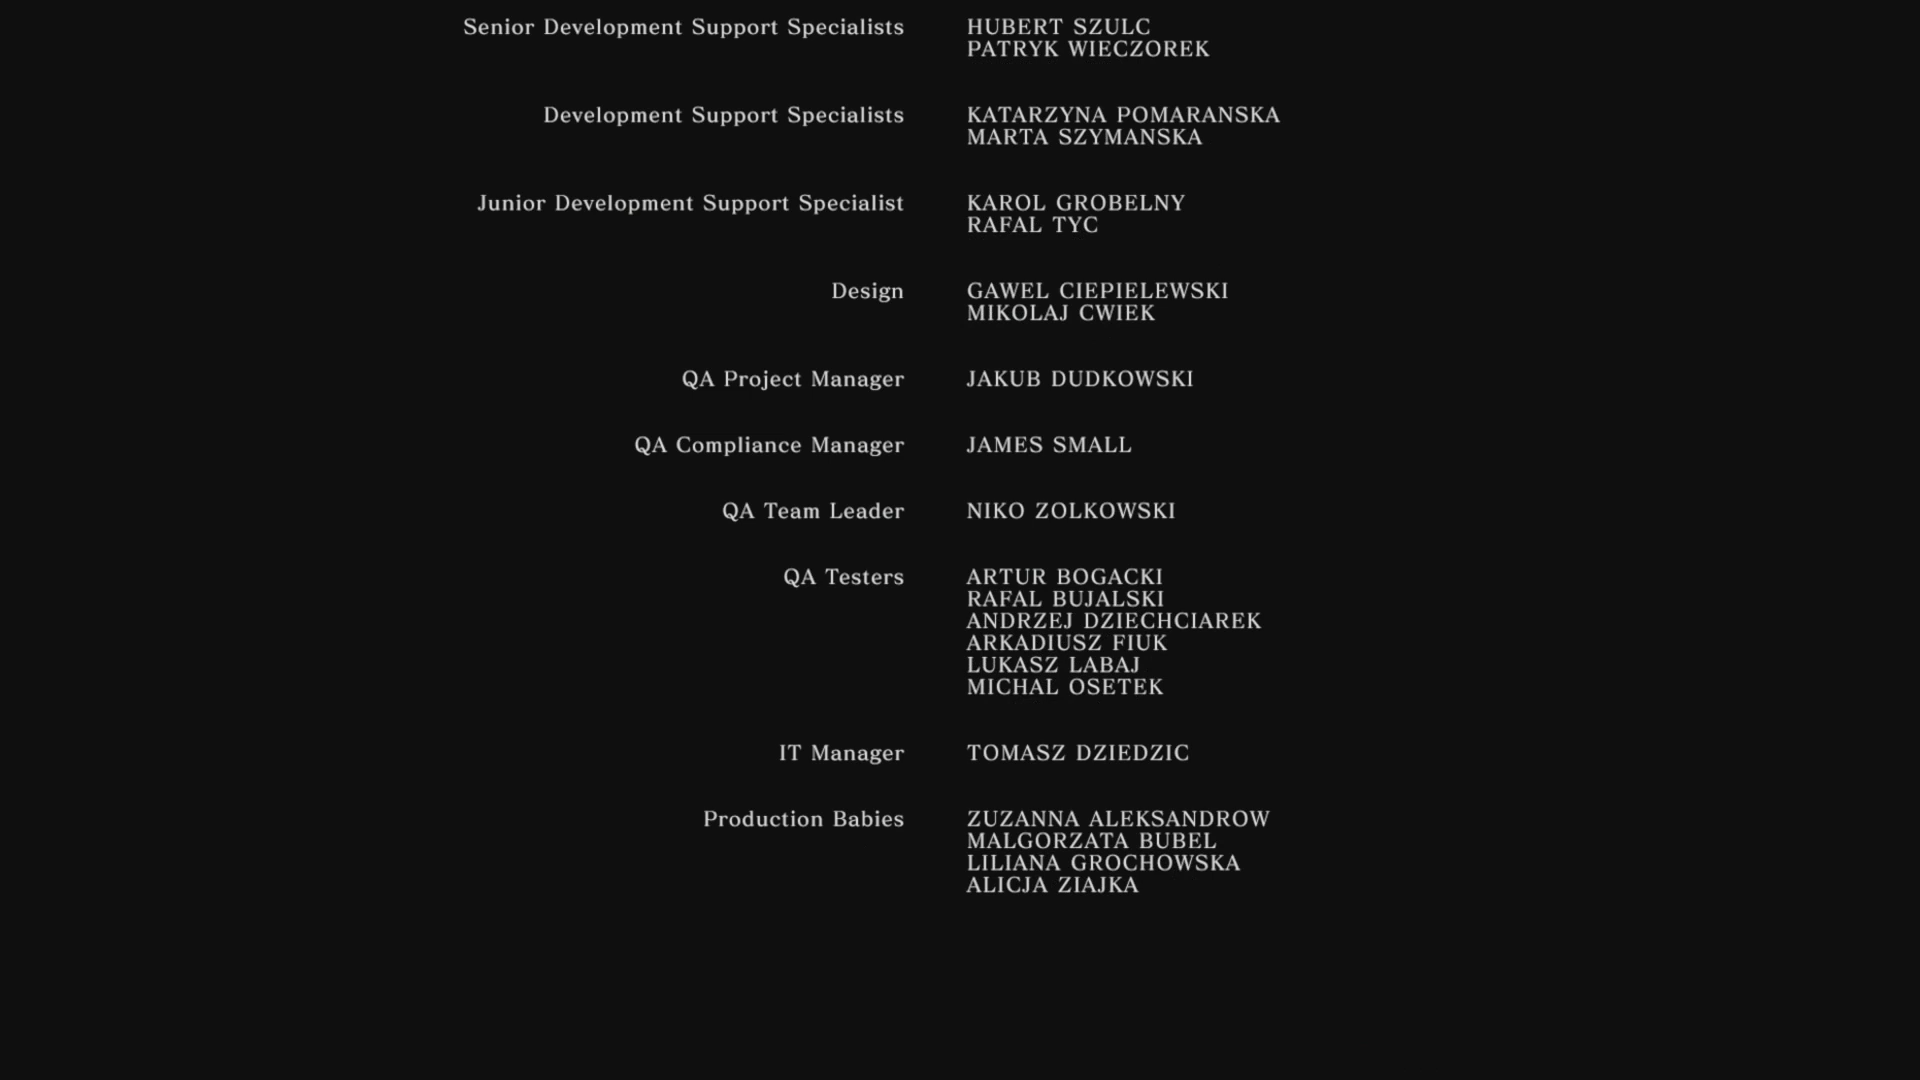 Senior Development Support Specialists HUBERT SZULC
PATRYK WIECZOREK
Development Support Specialists KATARZYNA POMARANSKA
MARTA SZYMANSKA
Junior Development Support Specialist KAROL GROBELNY
RAFAL TYC
Design GAWEL CIEPIELEWSKI
MIKOLAJ CWIEK
QA Project Manager JAKUB DUDKOWSKI
QA Compliance Manager JAMES SMALL
QA Team Leader NIKO ZOLKOWSKI
QA Testers ARTUR BOGACKI
RAFAL BUJALSKI
ANDRZEJ DZIECHCIAREK
ARKADIUSZ FIUK
LUKASZ LABAJ
MICHAL OSETEK
IT Manager TOMASZ DZIEDZIC
Production Babies ZUZANNA ALEKSANDROW
MALGORZATA BUBEL
LILIANA GROCHOWSKA
ALICJA ZIAJKA